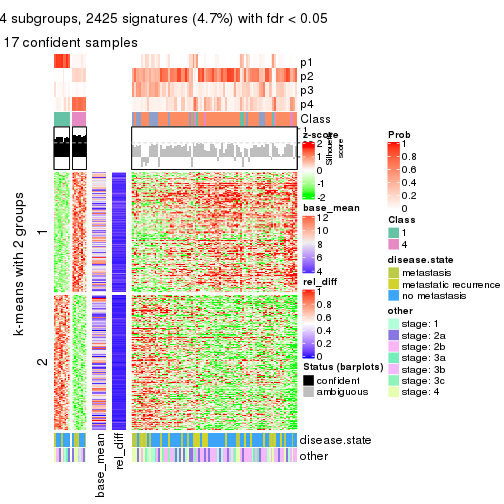 4 subgroups, 2425 signatures (4.7%) with fdr < 0.05
17 confident samples
p1
p2
p3
p4
Class
1
Silhouette
score
k-means with 2 groups
1
2
base_mean
rel_diff
disease.state
other
z-score
2
1
0
-1
-2
base_mean
12
10
8
6
4
rel_diff
1
0.8
0.6
0.4
0.2
0
Status (barplots)
confident
ambiguous
Prob
1
0.8
0.6
0.4
0.2
0
Class
1
4
disease.state
metastasis
metastatic recurrence
no metastasis
other
stage: 1
stage: 2a
stage: 2b
stage: 3a
stage: 3b
stage: 3c
stage: 4